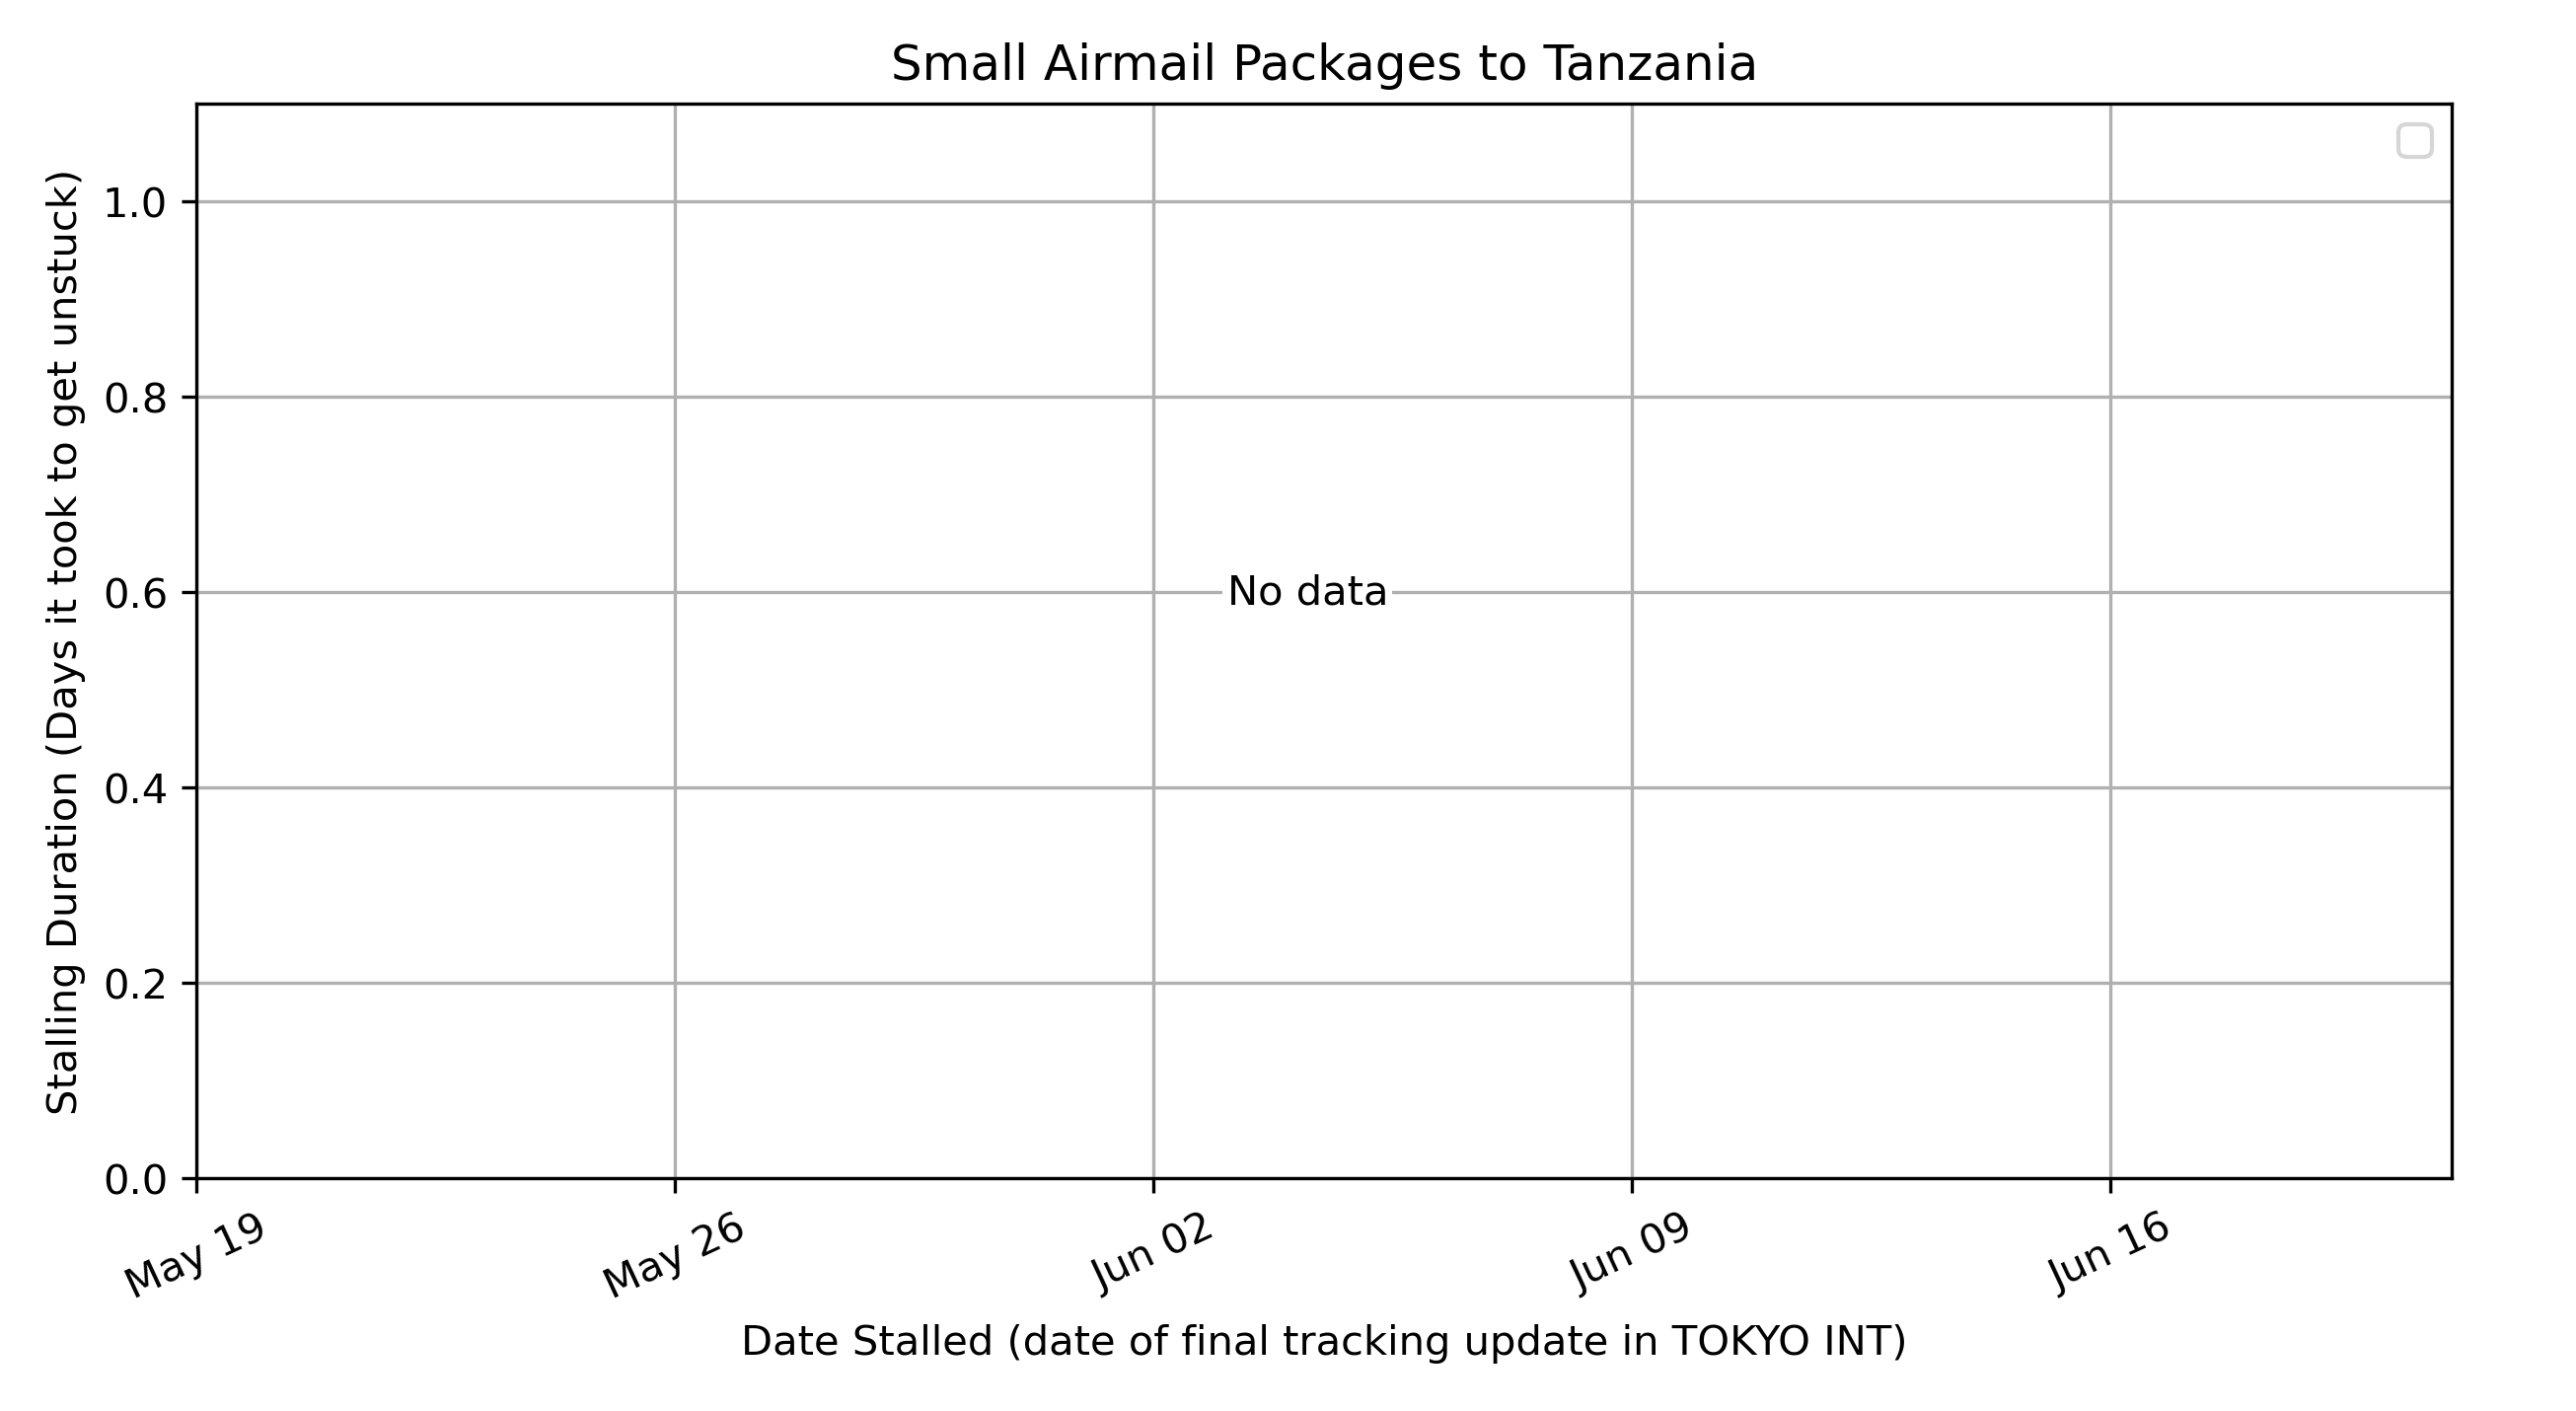 Small Airmail Packages to Tanzania
Stalling Duration (Days it took to get unstuck)
1.0
0.8
0.6
0.4
0.2
0.0
No data
May 19
May 26
Jun 02
Jun 09
Jun 16
Date Stalled (date of final tracking update in TOKYO INT)